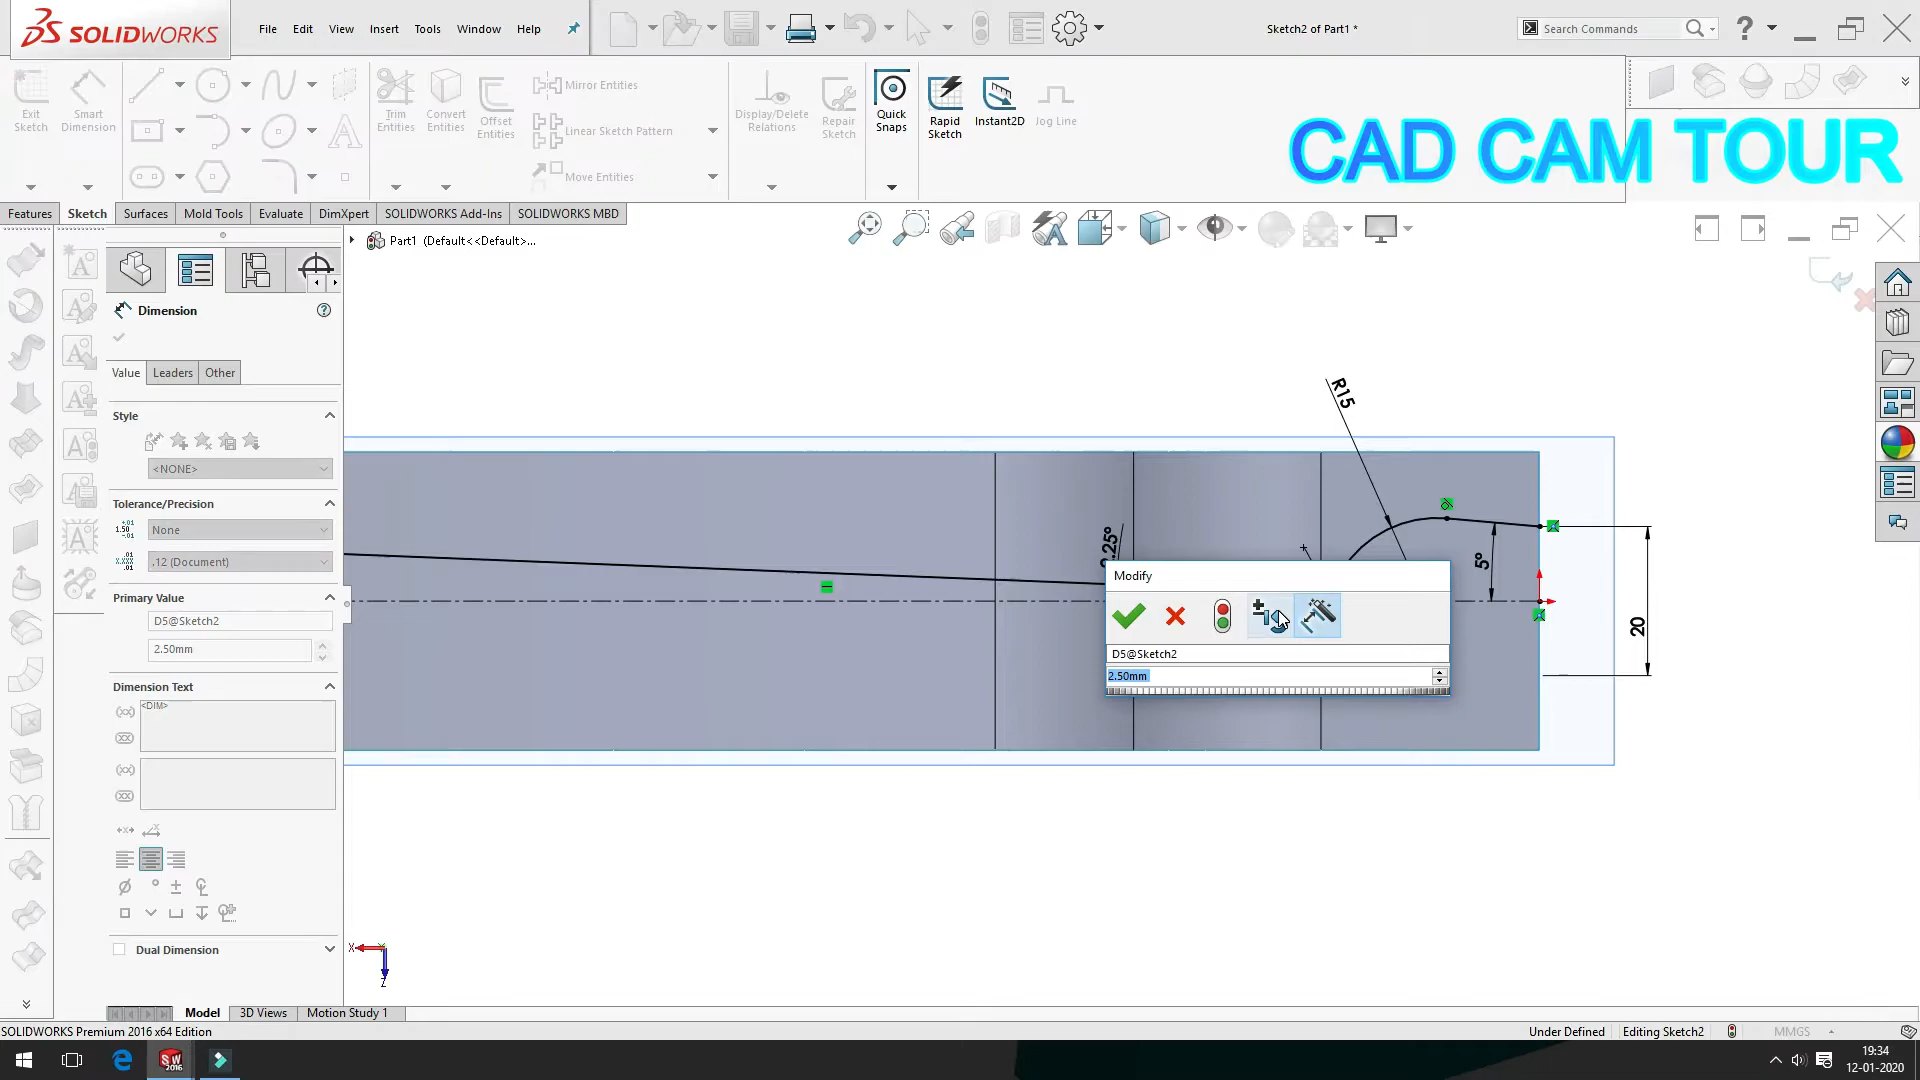 SOLIDWORKS
File Edit View Insert Tools Window Help
Sketch2 of Part1 *
Search Commands
Exit Sketch
Smart Dimension
Trim Entities
Convert Entities
Offset Entities
Mirror Entities
Linear Sketch Pattern
Move Entities
Display/Delete Relations
Repair Sketch
Quick Snaps
Rapid Sketch
Instant2D
Jog Line
CAD CAM TOUR
Features Sketch Surfaces Mold Tools Evaluate DimXpert SOLIDWORKS Add-Ins SOLIDWORKS MBD
Part1 (Default<<Default>...
Dimension
Value Leaders Other
Style
<NONE>
Tolerance/Precision
None
.12 (Document)
Primary Value
D5@Sketch2
2.50mm
Dimension Text
<DIM>
Dual Dimension
R15
5°
20
Modify
D5@Sketch2
2.50mm
X
Z
Model 3D Views Motion Study 1
SOLIDWORKS Premium 2016 x64 Edition
Under Defined Editing Sketch2 MMGS
19:34
12-01-2020